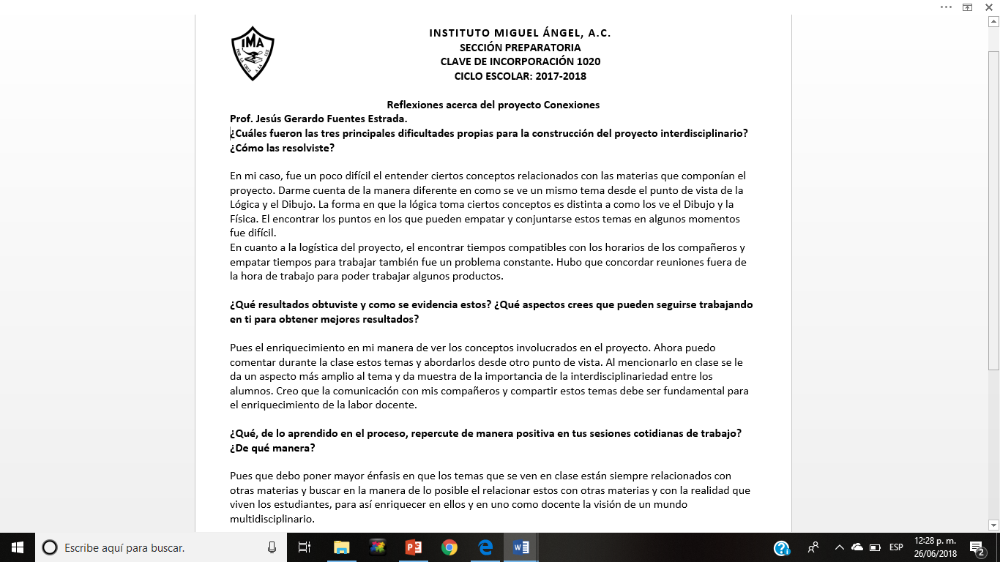 IMA
POR LA CRUZ A LA LUZ
INSTITUTO MIGUEL ÁNGEL, A.C.
SECCIÓN PREPARATORIA
CLAVE DE INCORPORACIÓN 1020
CICLO ESCOLAR: 2017-2018
Reflexiones acerca del proyecto Conexiones
Prof. Jesús Gerardo Fuentes Estrada.
¿Cuáles fueron las tres principales dificultades propias para la construcción del proyecto interdisciplinario?
¿Cómo las resolviste?
En mi caso, fue un poco difícil el entender ciertos conceptos relacionados con las materias que componían el
proyecto. Darme cuenta de la manera diferente en como se ve un mismo tema desde el punto de vista de la
Lógica y el Dibujo. La forma en que la lógica toma ciertos conceptos es distinta a como los ve el Dibujo y la
Física. El encontrar los puntos en los que pueden empatar y conjuntarse estos temas en algunos momentos
fue difícil.
En cuanto a la logística del proyecto, el encontrar tiempos compatibles con los horarios de los compañeros y
empatar tiempos para trabajar también fue un problema constante. Hubo que concordar reuniones fuera de
la hora de trabajo para poder trabajar algunos productos.
¿Qué resultados obtuviste y como se evidencia estos? ¿Qué aspectos crees que pueden seguirse trabajando
en ti para obtener mejores resultados?
Pues el enriquecimiento en mi manera de ver los conceptos involucrados en el proyecto. Ahora puedo
comentar durante la clase estos temas y abordarlos desde otro punto de vista. Al mencionarlo en clase se le
da un aspecto más amplio al tema y da muestra de la importancia de la interdisciplinariedad entre los
alumnos. Creo que la comunicación con mis compañeros y compartir estos temas debe ser fundamental para
el enriquecimiento de la labor docente.
¿Qué, de lo aprendido en el proceso, repercute de manera positiva en tus sesiones cotidianas de trabajo?
¿De qué manera?
Pues que debo poner mayor énfasis en que los temas que se ven en clase están siempre relacionados con
otras materias y buscar en la manera de lo posible el relacionar estos con otras materias y con la realidad que
viven los estudiantes, para así enriquecer en ellos y en uno como docente la visión de un mundo
multidisciplinario.
Escribe aquí para buscar.
ESP
12:28 p. m.
26/06/2018
2